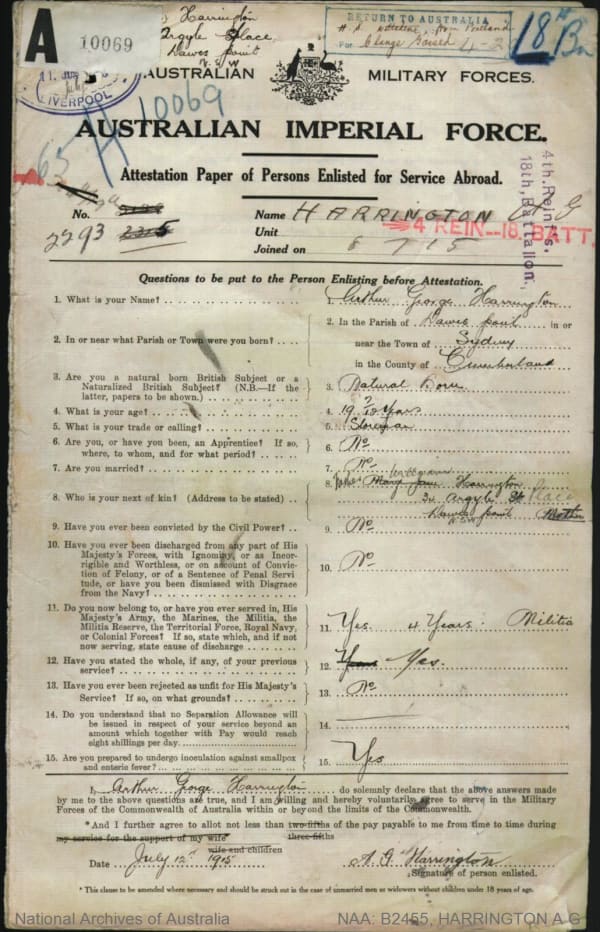 A 10069
Harrington
Argyle Place
Dawes Point
N.S.W
RETURN TO AUSTRALIA
from Portland
For Change Raised 4-2
18th Bn
LIVERPOOL
10069
AUSTRALIAN MILITARY FORCES.
AUSTRALIAN IMPERIAL FORCE.
Attestation Paper of Persons Enlisted for Service Abroad.
4th. Reinfts.
18th. Battalion.
No. 2293
Name HARRINGTON A G
Unit 4 REIN--18. BATT.
Joined on 6 7 15
Questions to be put to the Person Enlisting before Attestation.
1. What is your Name? 1. Arthur George Harrington
2. In or near what Parish or Town were you born? 2. In the Parish of Dawes point in or
near the Town of Sydney
in the County of Cumberland
3. Are you a natural born British Subject or a
Naturalized British Subject? (N.B.—If the
latter, papers to be shown.) 3. Natural Born
4. What is your age? 4. 19 years
5. What is your trade or calling? 5. Storeman
6. Are you, or have you been, an Apprentice? If so,
where, to whom, and for what period? 6. No
7. Are you married? 7. No
8. Who is your next of kin? (Address to be stated) 8. Mary Jane Harrington
Argyle St Place
Dawes point Mother
N.S.W
9. Have you ever been convicted by the Civil Power? 9. No
10. Have you ever been discharged from any part of His
Majesty's Forces, with Ignominy, or as Incor-
rigible and Worthless, or on account of Convic-
tion of Felony, or of a Sentence of Penal Servi-
tude, or have you been dismissed with Disgrace
from the Navy? 10. No
11. Do you now belong to, or have you ever served in, His
Majesty's Army, the Marines, the Militia, the
Militia Reserve, the Territorial Force, Royal Navy,
or Colonial Forces? If so, state which, and if not
now serving, state cause of discharge 11. Yes. 4 Years. Militia
12. Have you stated the whole, if any, of your previous
service? 12. Yes.
13. Have you ever been rejected as unfit for His Majesty's
Service? If so, on what grounds? 13. No
14. Do you understand that no Separation Allowance will
be issued in respect of your service beyond an
amount which together with Pay would reach
eight shillings per day. 14.
15. Are you prepared to undergo inoculation against smallpox
and enteric fever? 15. Yes
I, Arthur George Harrington do solemnly declare that the above answers made
by me to the above questions are true, and I am willing and hereby voluntarily agree to serve in the Military
Forces of the Commonwealth of Australia within or beyond the limits of the Commonwealth.
*And I further agree to allot not less than two-fifths of the pay payable to me from time to time during
three-fifths
my service for the support of my wife
wife and children
Date July 12th 1915 A. G. Harrington
Signature of person enlisted.
* This clause to be amended where necessary and should be struck out in the case of unmarried men or widowers without children under 18 years of age.
National Archives of Australia NAA: B2455, HARRINGTON A G